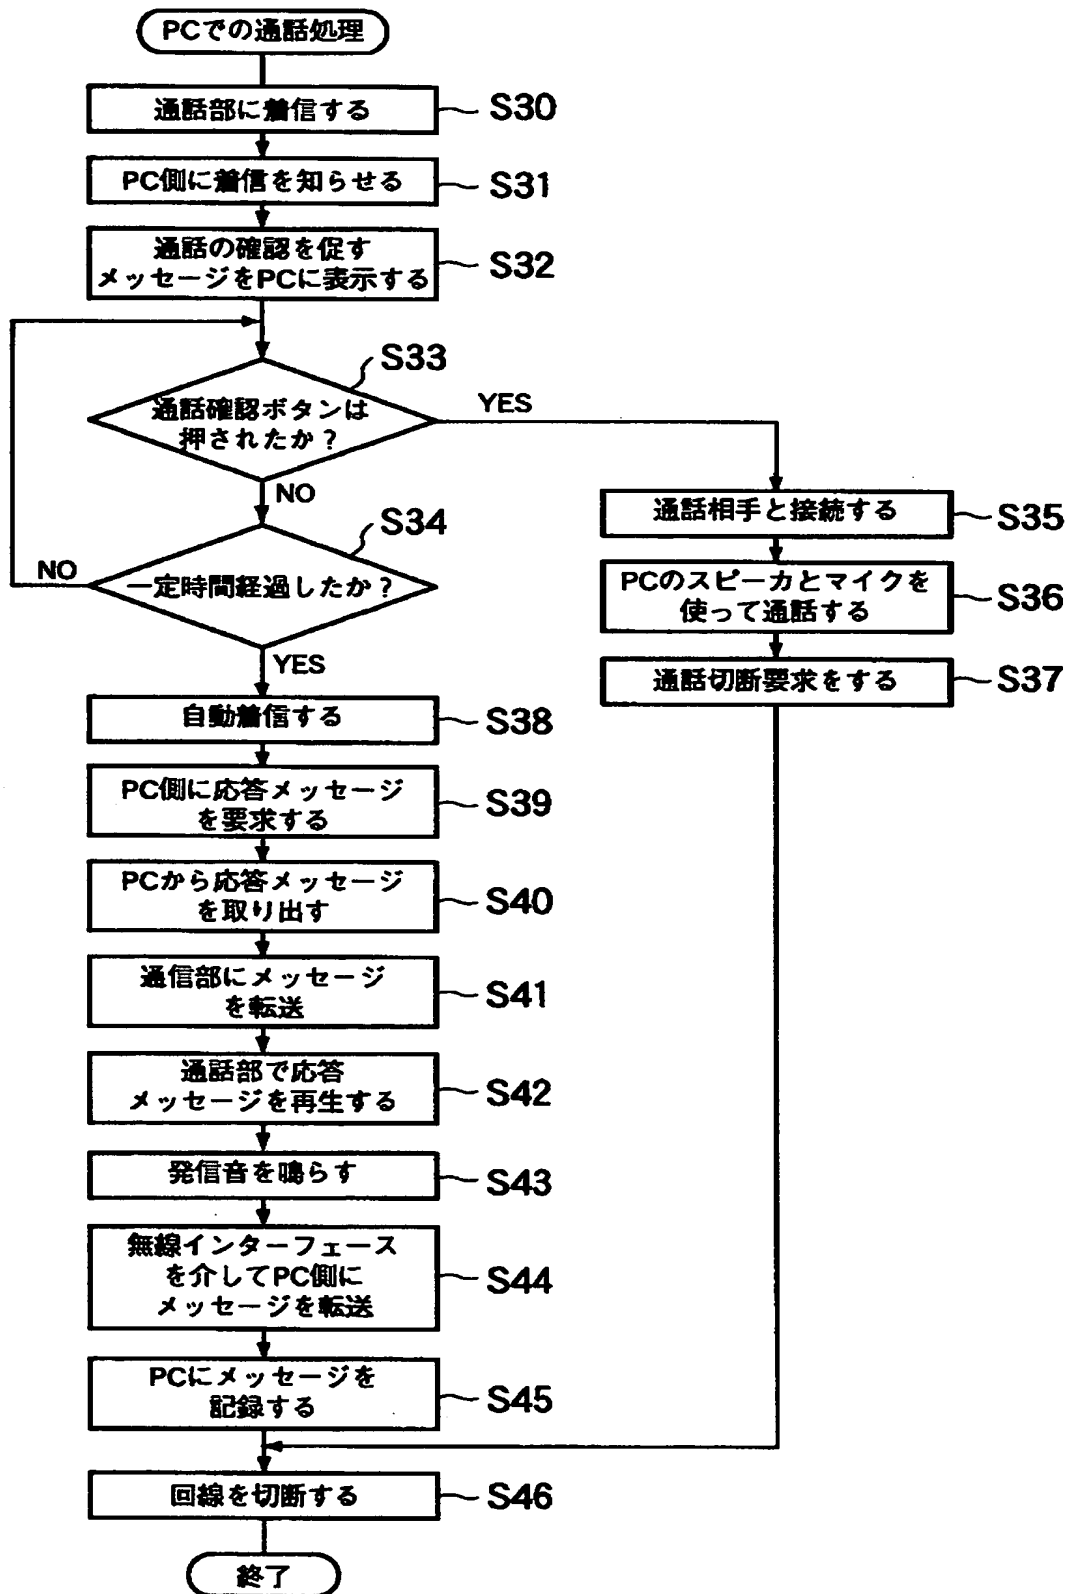 PCでの通話処理
通話部に着信する
S30
PC側に着信を知らせる
S31
通話の確認を促す
メッセージをPCに表示する
S32
S33
通話確認ボタンは
押されたか?
YES
NO
S34
一定時間経過したか?
NO
YES
通話相手と接続する
S35
PCのスピーカとマイクを
使って通話する
S36
通話切断要求をする
S37
自動着信する
S38
PC側に応答メッセージ
を要求する
S39
PCから応答メッセージ
を取り出す
S40
通信部にメッセージ
を転送
S41
通話部で応答
メッセージを再生する
S42
発信音を鳴らす
S43
無線インターフェース
を介してPC側に
メッセージを転送
S44
PCにメッセージを
記録する
S45
回線を切断する
S46
終了